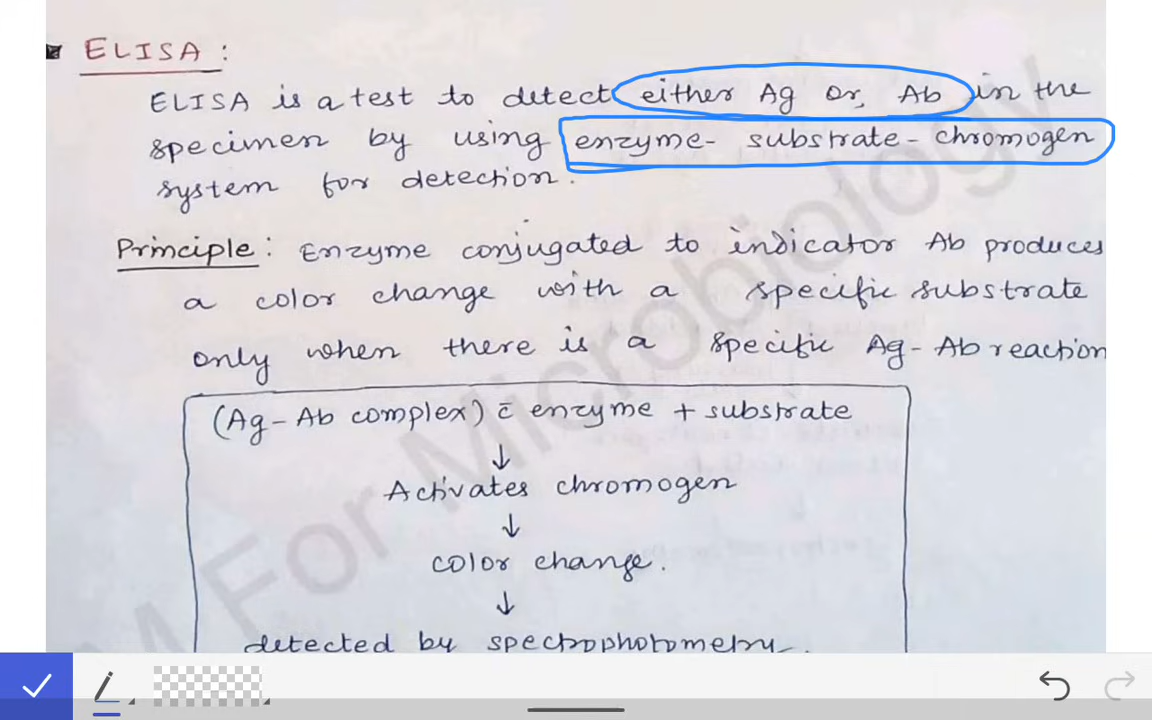 ELISA :
ELISA is a test to detect either Ag or, Ab in the
specimen by using enzyme- substrate-chromogen
system for detection.
Principle : Enzyme conjugated to indicator Ab produces
a color change with a specific substrate
only when there is a specific Ag-Ab reaction
(Ag-Ab complex) c̄ enzyme + substrate
↓
Activates chromogen
↓
color change.
↓
detected by spectrophotometry.
M For Microbiology